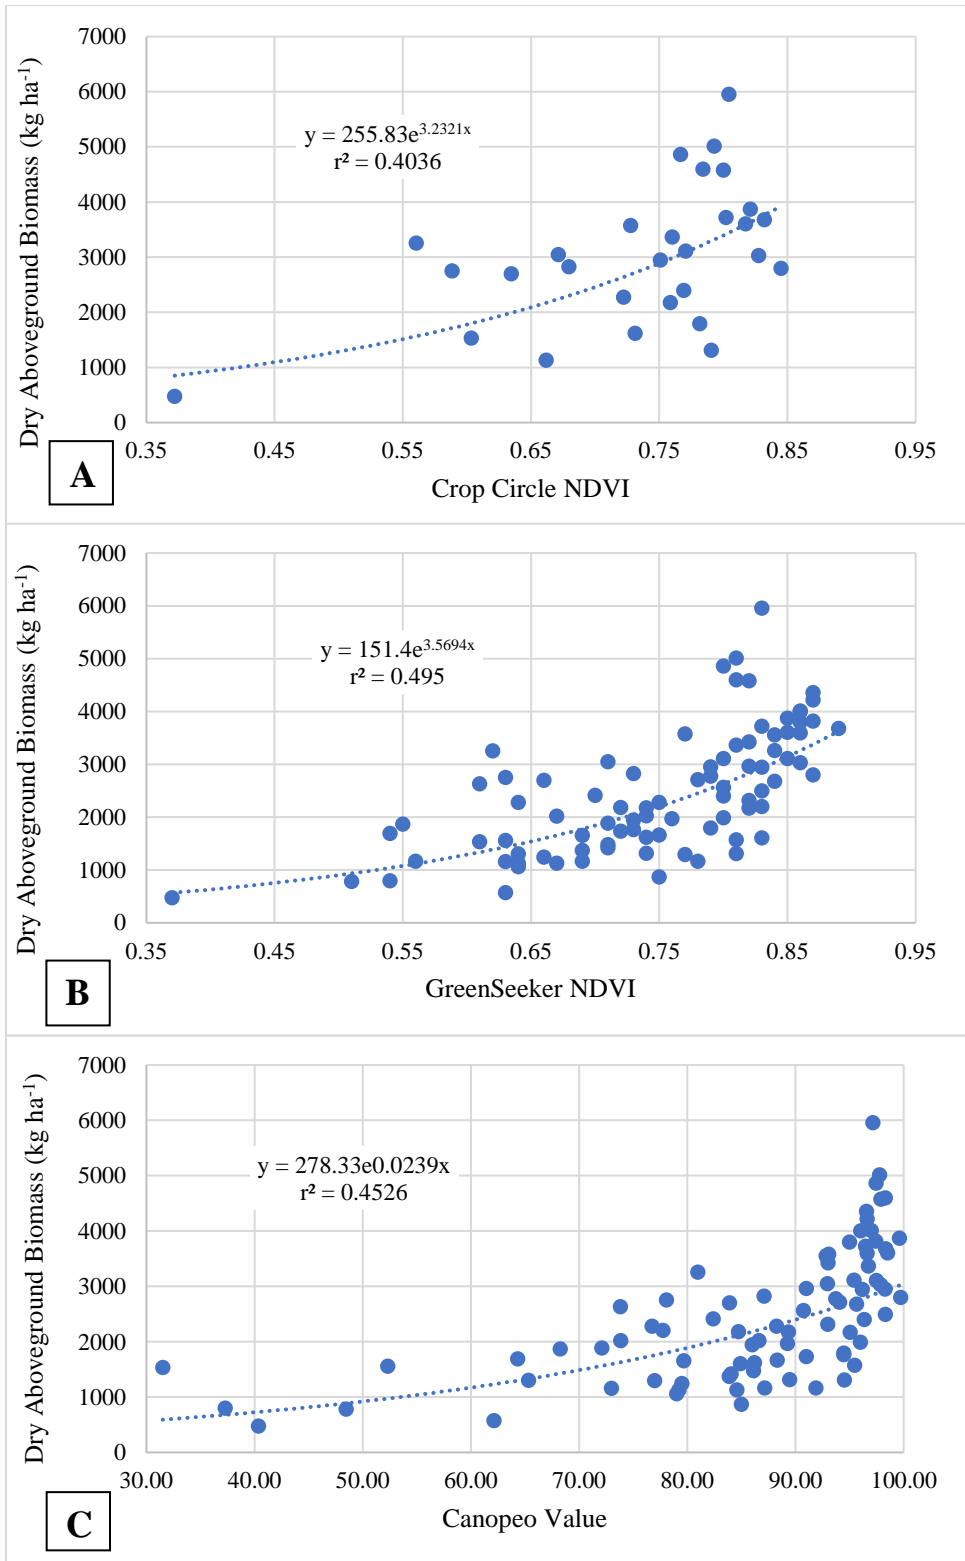 7000
6000
5000
4000
3000
2000
1000
0
Dry Aboveground Biomass (kg ha⁻¹)
y = 255.83e^3.2321x
r² = 0.4036
0.35 0.45 0.55 0.65 0.75 0.85 0.95
Crop Circle NDVI
A
7000
6000
5000
4000
3000
2000
1000
0
Dry Aboveground Biomass (kg ha⁻¹)
y = 151.4e^3.5694x
r² = 0.495
0.35 0.45 0.55 0.65 0.75 0.85 0.95
GreenSeeker NDVI
B
7000
6000
5000
4000
3000
2000
1000
0
Dry Aboveground Biomass (kg ha⁻¹)
y = 278.33e0.0239x
r² = 0.4526
30.00 40.00 50.00 60.00 70.00 80.00 90.00 100.00
Canopeo Value
C